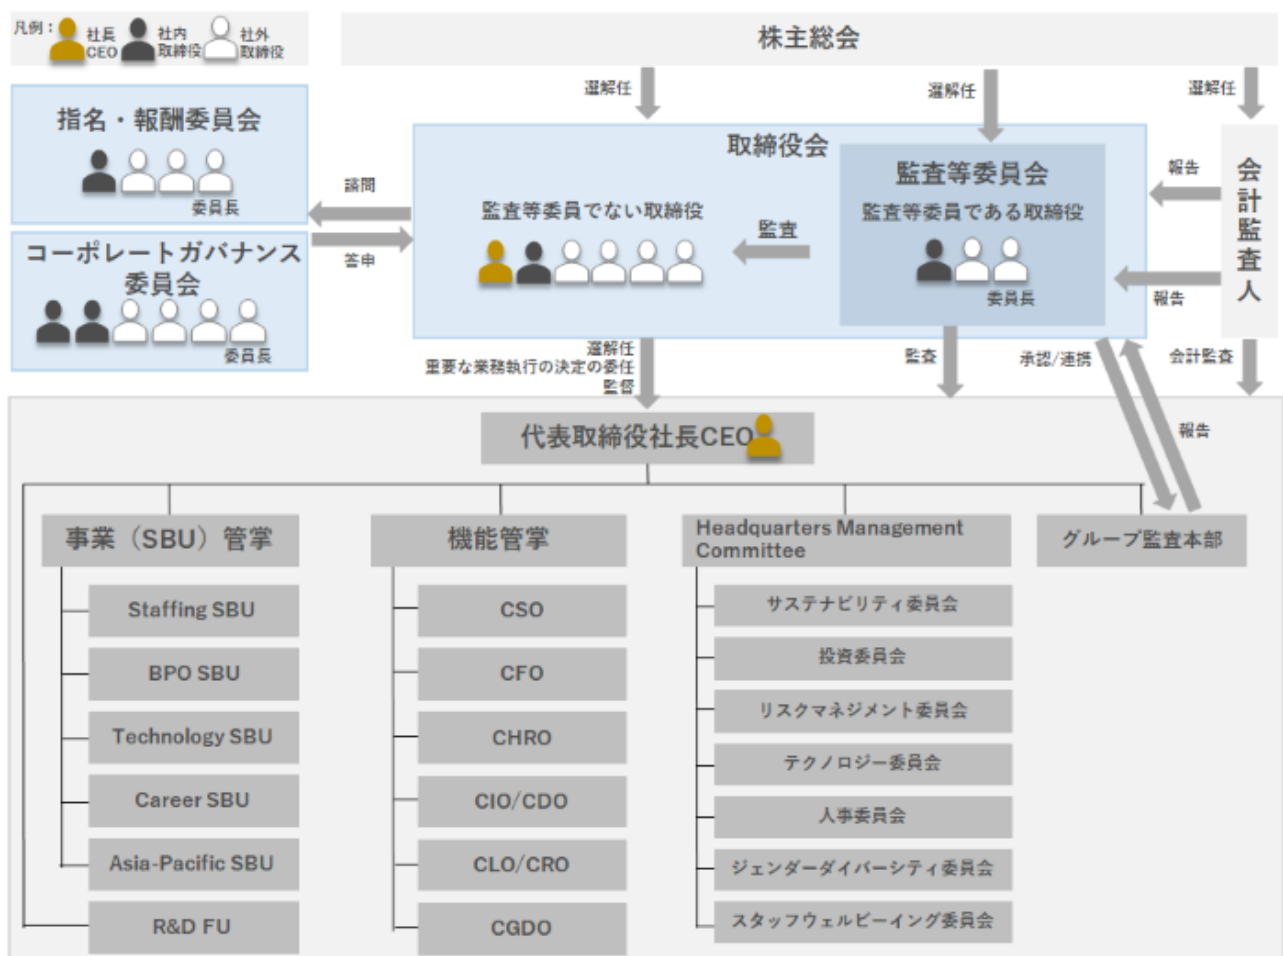 凡例：
社長
CEO
社内
取締役
社外
取締役
株主総会
選解任
選解任
選解任
指名・報酬委員会
委員長
コーポレートガバナンス
委員会
委員長
諮問
答申
取締役会
監査等委員でない取締役
監査
監査等委員会
監査等委員である取締役
委員長
報告
報告
会計監査人
選解任
重要な業務執行の決定の委任
監督
監査
承認/連携
報告
会計監査
代表取締役社長CEO
事業（SBU）管掌
Staffing SBU
BPO SBU
Technology SBU
Career SBU
Asia-Pacific SBU
R&D FU
機能管掌
CSO
CFO
CHRO
CIO/CDO
CLO/CRO
CGDO
Headquarters Management
Committee
サステナビリティ委員会
投資委員会
リスクマネジメント委員会
テクノロジー委員会
人事委員会
ジェンダーダイバーシティ委員会
スタッフウェルビーイング委員会
グループ監査本部